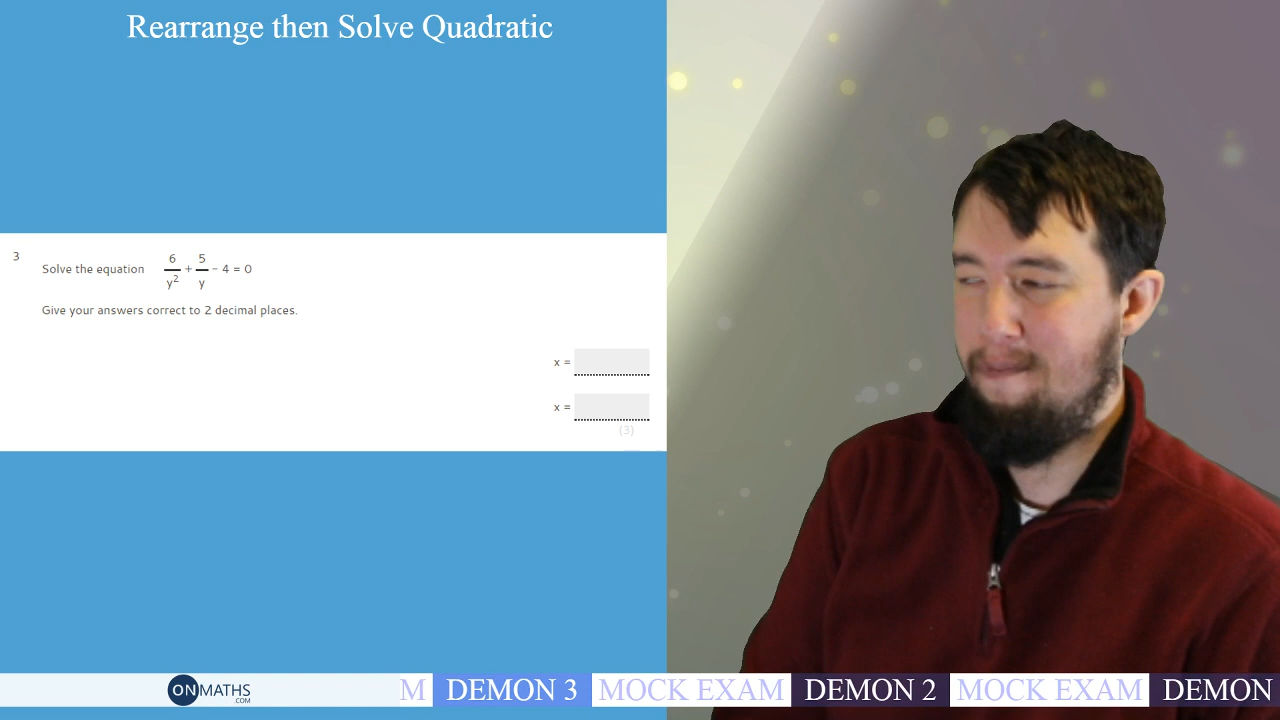 Rearrange then Solve Quadratic
3
Solve the equation 6/y² + 5/y - 4 = 0
Give your answers correct to 2 decimal places.
x =
x =
(3)
ONMATHS
.COM
M DEMON 3 MOCK EXAM DEMON 2 MOCK EXAM DEMON